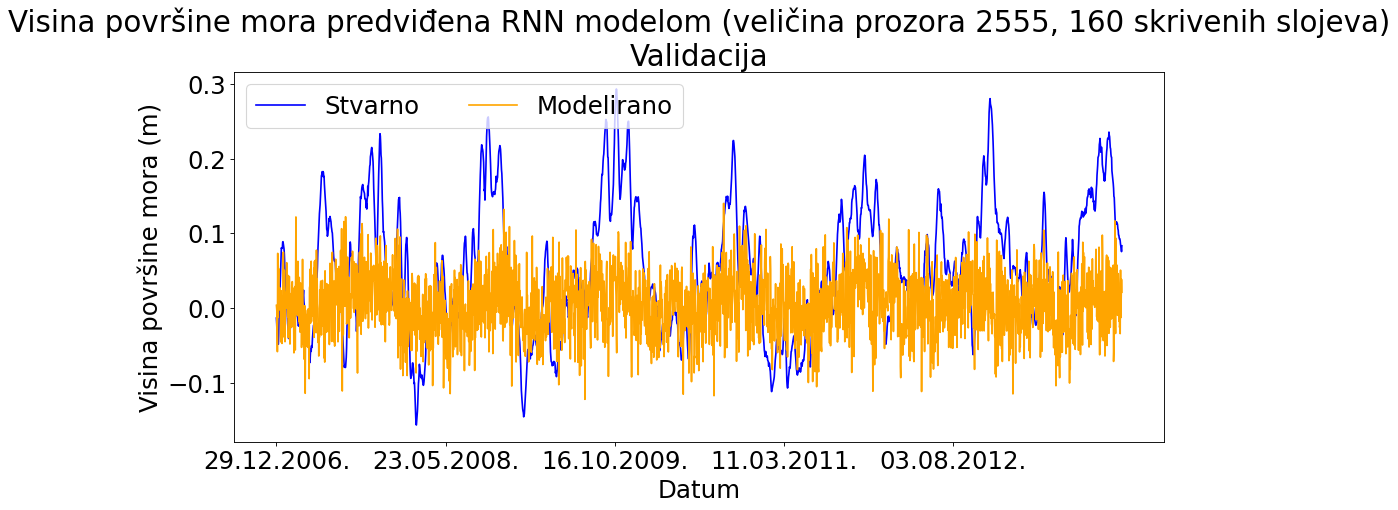 Visina površine mora predviđena RNN modelom (veličina prozora 2555, 160 skrivenih slojeva)
Validacija
Stvarno Modelirano
Visina površine mora (m)
0.3
0.2
0.1
0.0
−0.1
29.12.2006. 23.05.2008. 16.10.2009. 11.03.2011. 03.08.2012.
Datum